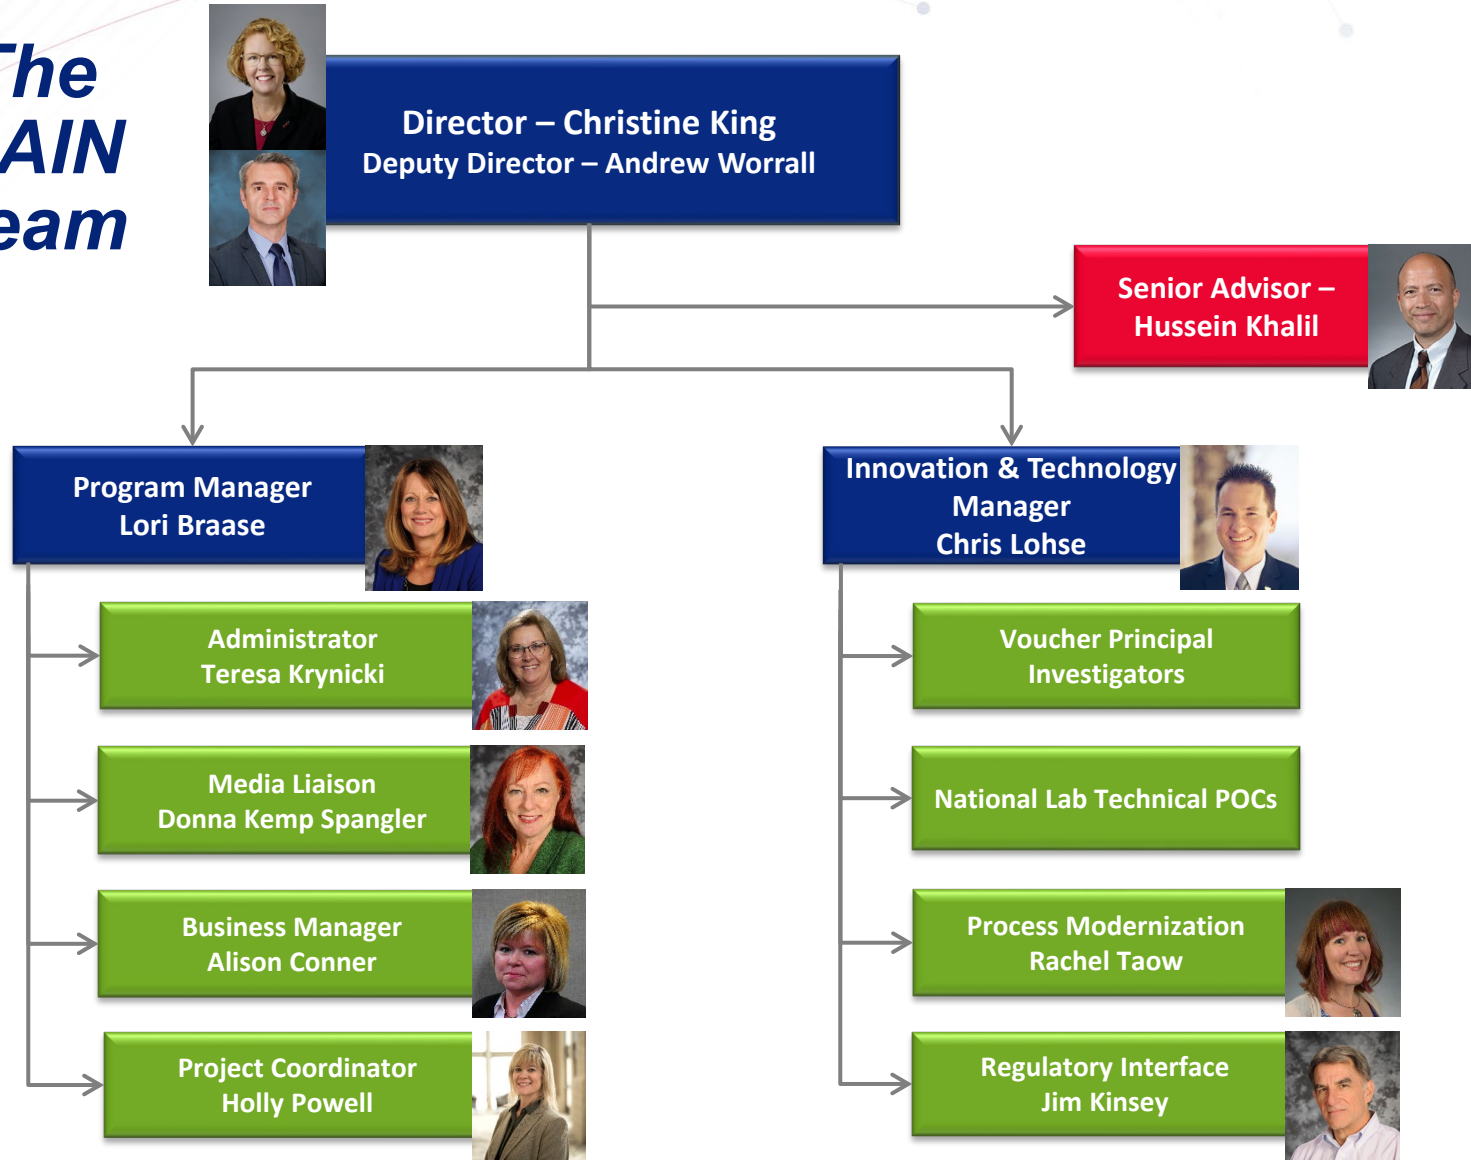 The
AIN
eam
Director – Christine King
Deputy Director – Andrew Worrall
Senior Advisor –
Hussein Khalil
Program Manager
Lori Braase
Innovation & Technology
Manager
Chris Lohse
Administrator
Teresa Krynicki
Media Liaison
Donna Kemp Spangler
Business Manager
Alison Conner
Project Coordinator
Holly Powell
Voucher Principal
Investigators
National Lab Technical POCs
Process Modernization
Rachel Taow
Regulatory Interface
Jim Kinsey